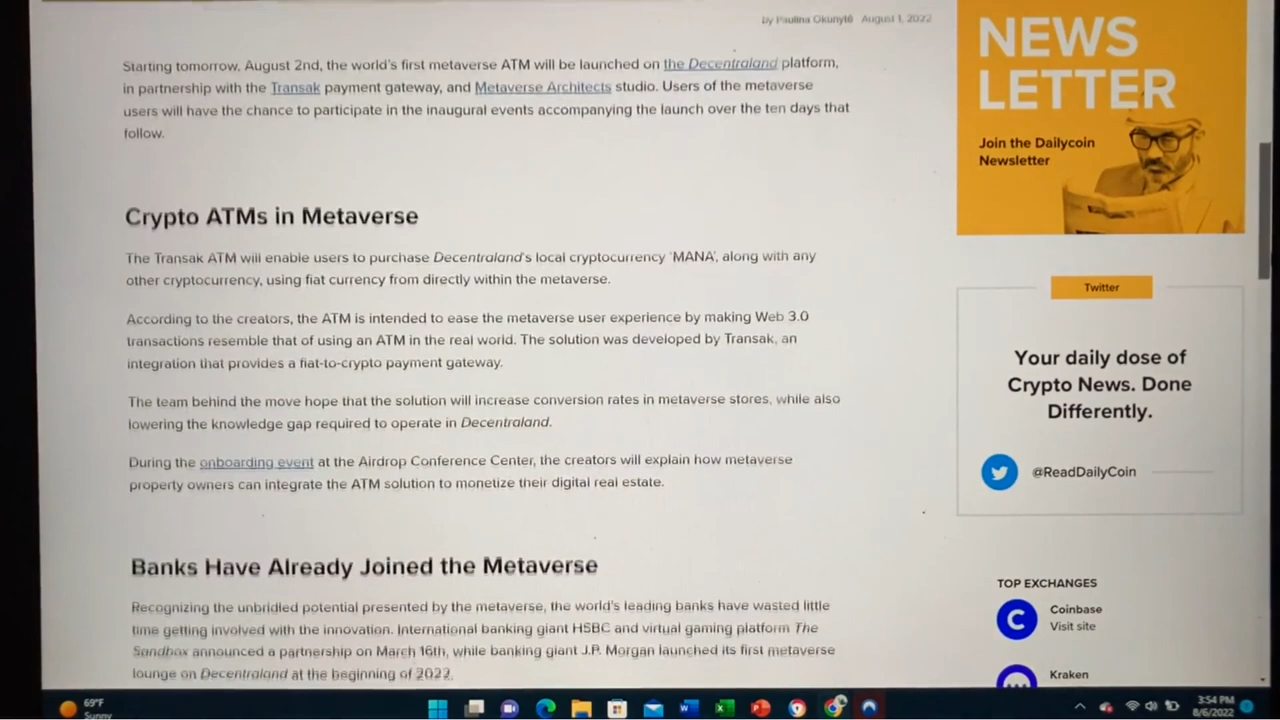 by Paulina Okunytė August 1, 2022
Starting tomorrow, August 2nd, the world's first metaverse ATM will be launched on the Decentraland platform,
in partnership with the Transak payment gateway, and Metaverse Architects studio. Users of the metaverse
users will have the chance to participate in the inaugural events accompanying the launch over the ten days that
follow.
Crypto ATMs in Metaverse
The Transak ATM will enable users to purchase Decentraland's local cryptocurrency 'MANA', along with any
other cryptocurrency, using fiat currency from directly within the metaverse.
According to the creators, the ATM is intended to ease the metaverse user experience by making Web 3.0
transactions resemble that of using an ATM in the real world. The solution was developed by Transak, an
integration that provides a fiat-to-crypto payment gateway.
The team behind the move hope that the solution will increase conversion rates in metaverse stores, while also
lowering the knowledge gap required to operate in Decentraland.
During the onboarding event at the Airdrop Conference Center, the creators will explain how metaverse
property owners can integrate the ATM solution to monetize their digital real estate.
Banks Have Already Joined the Metaverse
Recognizing the unbridled potential presented by the metaverse, the world's leading banks have wasted little
time getting involved with the innovation. International banking giant HSBC and virtual gaming platform The
Sandbox announced a partnership on March 16th, while banking giant J.P. Morgan launched its first metaverse
lounge on Decentraland at the beginning of 2022.
NEWS
LETTER
Join the Dailycoin
Newsletter
Twitter
Your daily dose of
Crypto News. Done
Differently.
@ReadDailyCoin
TOP EXCHANGES
Coinbase
Visit site
Kraken
69°F
Sunny
3:54 PM
8/6/2022